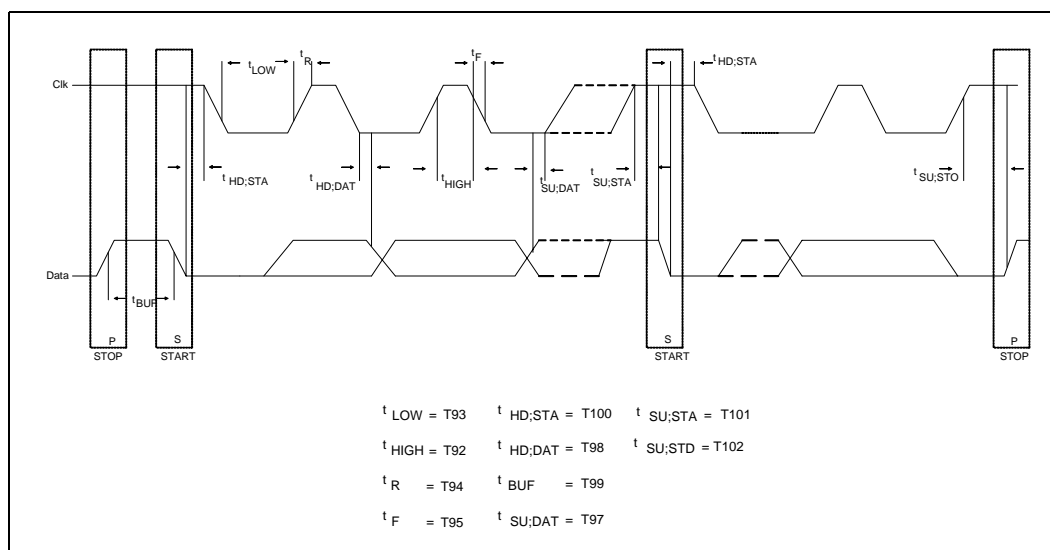 t R
t F
t HD;STA
t LOW
Clk
t HD;STA
t HD;DAT
t HIGH
t SU;DAT
t SU;STA
t SU;STO
Data
t BUF
P
S
S
P
STOP
START
START
STOP
t LOW = T93
t HD;STA = T100
t SU;STA = T101
t HIGH = T92
t HD;DAT = T98
t SU;STD = T102
t R = T94
t BUF = T99
t F = T95
t SU;DAT = T97